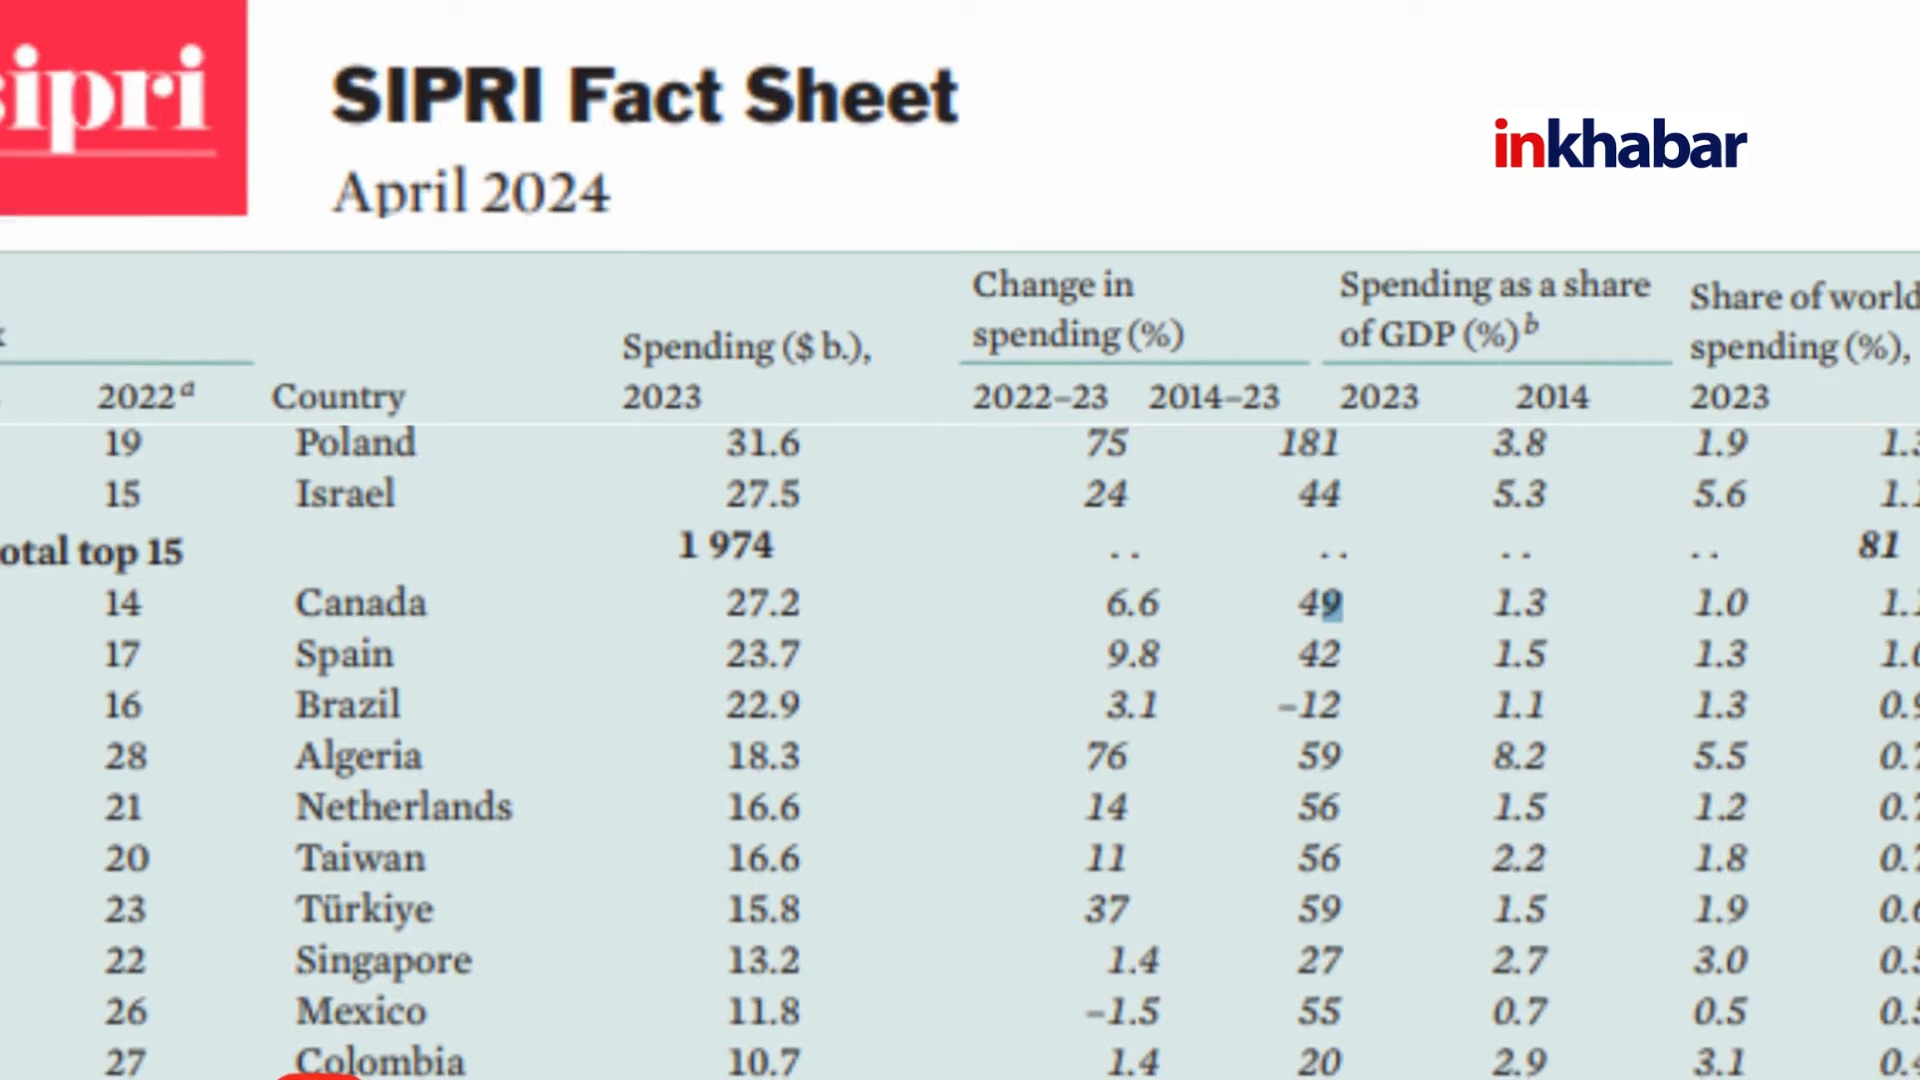 sipri
SIPRI Fact Sheet
April 2024
inkhabar
Change in Spending as a share Share of world
spending (%) of GDP (%)b spending (%),
Spending ($ b.),
2022a Country 2023 2022–23 2014–23 2023 2014 2023
19 Poland 31.6 75 181 3.8 1.9
15 Israel 27.5 24 44 5.3 5.6
otal top 15 1 974 . . . . . . . . 81
14 Canada 27.2 6.6 49 1.3 1.0
17 Spain 23.7 9.8 42 1.5 1.3
16 Brazil 22.9 3.1 –12 1.1 1.3
28 Algeria 18.3 76 59 8.2 5.5
21 Netherlands 16.6 14 56 1.5 1.2
20 Taiwan 16.6 11 56 2.2 1.8
23 Türkiye 15.8 37 59 1.5 1.9
22 Singapore 13.2 1.4 27 2.7 3.0
26 Mexico 11.8 –1.5 55 0.7 0.5
27 Colombia 10.7 1.4 20 2.9 3.1